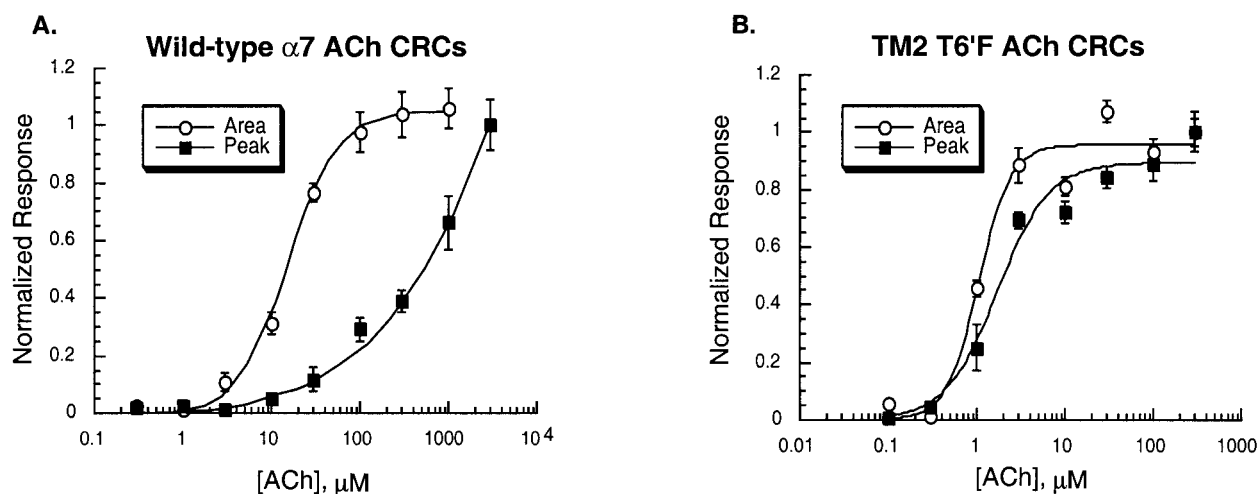 A.
Wild-type α7 ACh CRCs
Normalized Response
1.2
1
0.8
0.6
0.4
0.2
0
Area
Peak
0.1
1
10
100
1000
10⁴
[ACh], μM
B.
TM2 T6'F ACh CRCs
Normalized Response
1.2
1
0.8
0.6
0.4
0.2
0
Area
Peak
0.01
0.1
1
10
100
1000
[ACh], μM